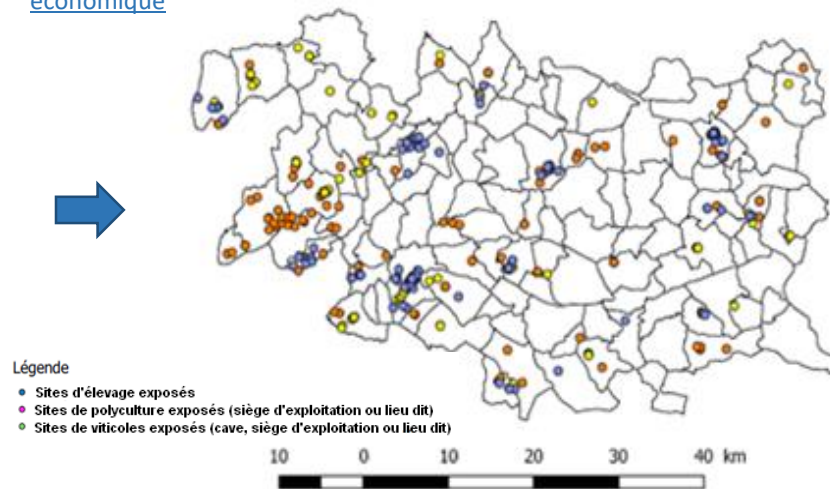 économique
Légende
Sites d'élevage exposés
Sites de polyculture exposés (siège d'exploitation ou lieu dit)
Sites de viticoles exposés (cave, siège d'exploitation ou lieu dit)
10 0 10 20 30 40 km